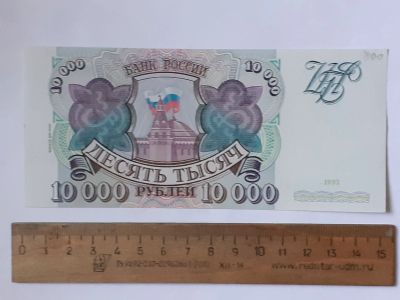 БАНК РОССИИ
10 000
10 000
ДЕСЯТЬ ТЫСЯЧ
10 000 РУБЛЕЙ 10 000
1993
0 1 2 3 4 5 6 7 8 9 10 11 12 13 14 15
www.redstar-udm.ru